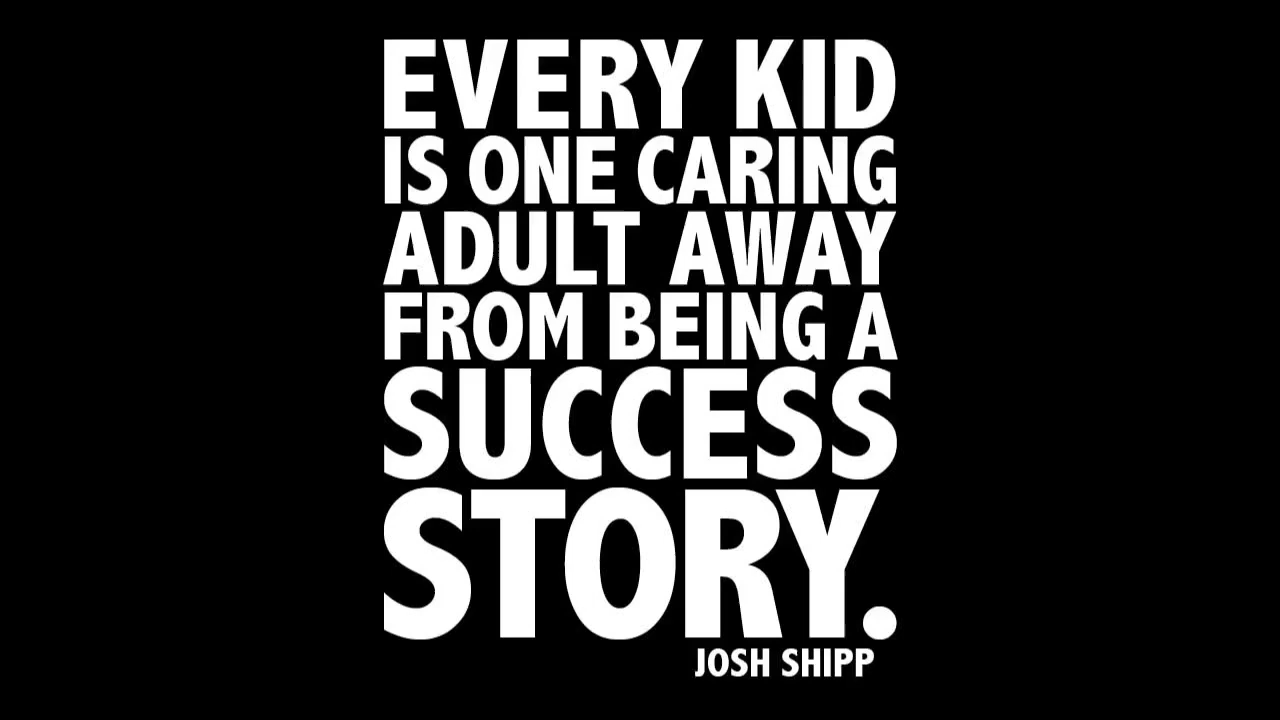 EVERY KID
IS ONE CARING
ADULT AWAY
FROM BEING A
SUCCESS
STORY.
JOSH SHIPP